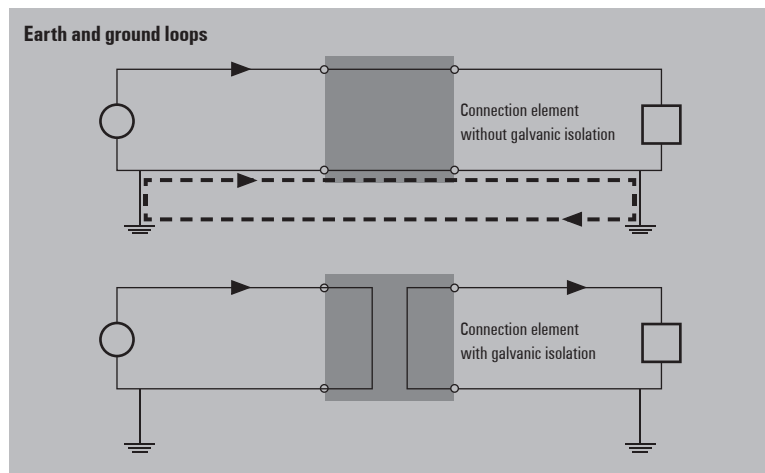 Earth and ground loops
Connection element
without galvanic isolation
Connection element
with galvanic isolation